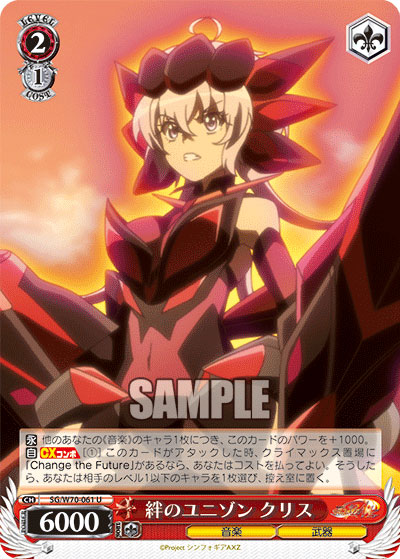 LEVEL
2
1
COST
SAMPLE
永 他のあなたの《音楽》のキャラ1枚につき、このカードのパワーを+1000。
自 CXコンボ [①] このカードがアタックした時、クライマックス置場に
「Change the Future」があるなら、あなたはコストを払ってよい。そうした
ら、あなたは相手のレベル1以下のキャラを1枚選び、控え室に置く。
CH SG/W70-061 U
6000
絆のユニゾン クリス
音楽 武器
©Project シンフォギアAXZ